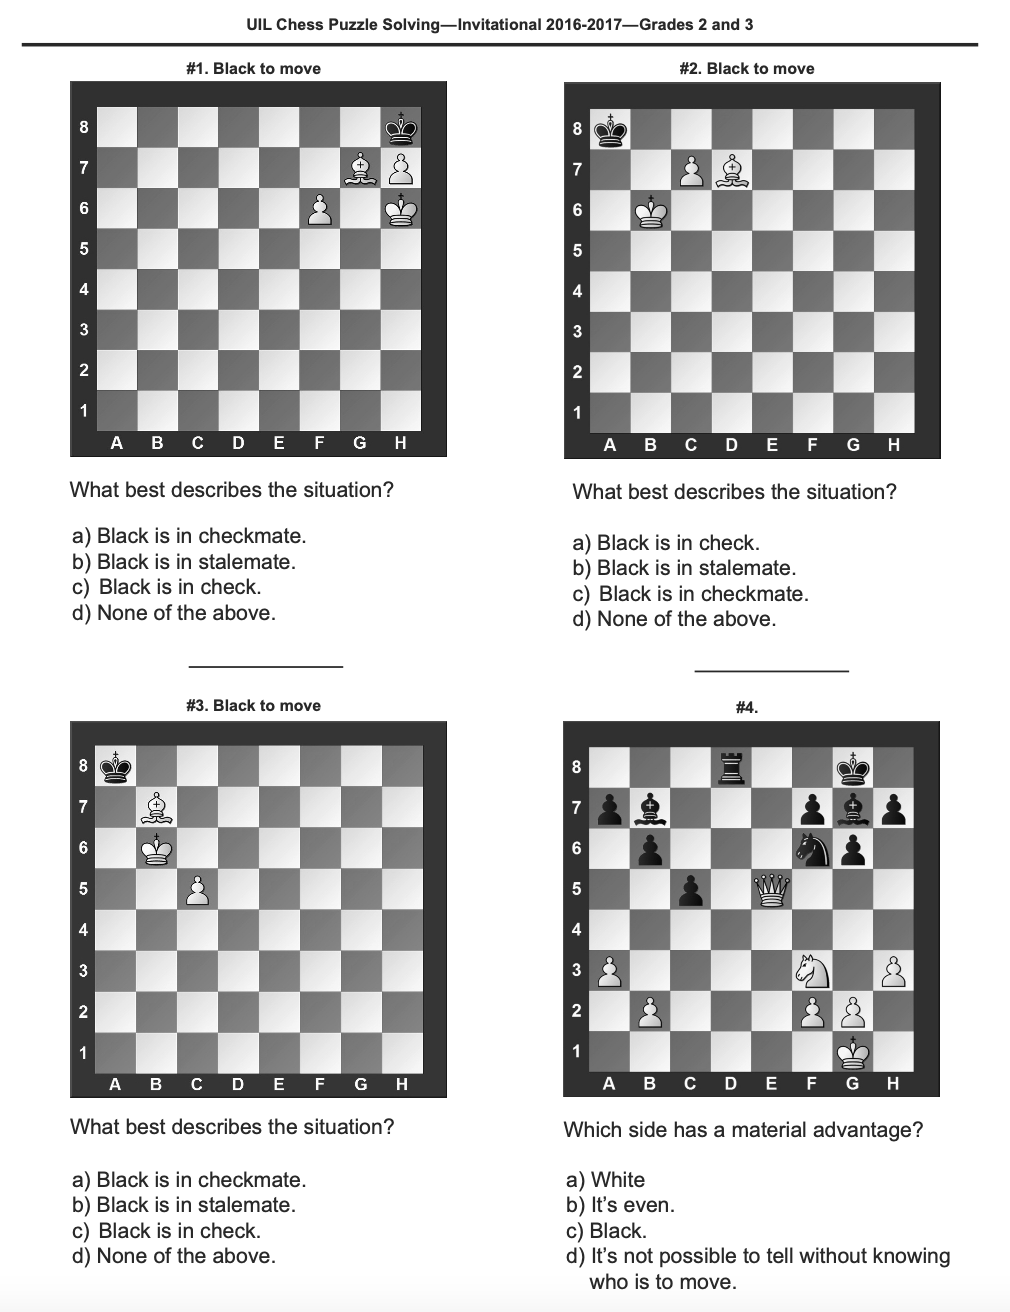 UIL Chess Puzzle Solving—Invitational 2016-2017—Grades 2 and 3
#1. Black to move
8
7
6
5
4
3
2
1
A B C D E F G H
What best describes the situation?
a) Black is in checkmate.
b) Black is in stalemate.
c) Black is in check.
d) None of the above.
#2. Black to move
8
7
6
5
4
3
2
1
A B C D E F G H
What best describes the situation?
a) Black is in check.
b) Black is in stalemate.
c) Black is in checkmate.
d) None of the above.
#3. Black to move
8
7
6
5
4
3
2
1
A B C D E F G H
What best describes the situation?
a) Black is in checkmate.
b) Black is in stalemate.
c) Black is in check.
d) None of the above.
#4.
8
7
6
5
4
3
2
1
A B C D E F G H
Which side has a material advantage?
a) White
b) It’s even.
c) Black.
d) It’s not possible to tell without knowing
who is to move.